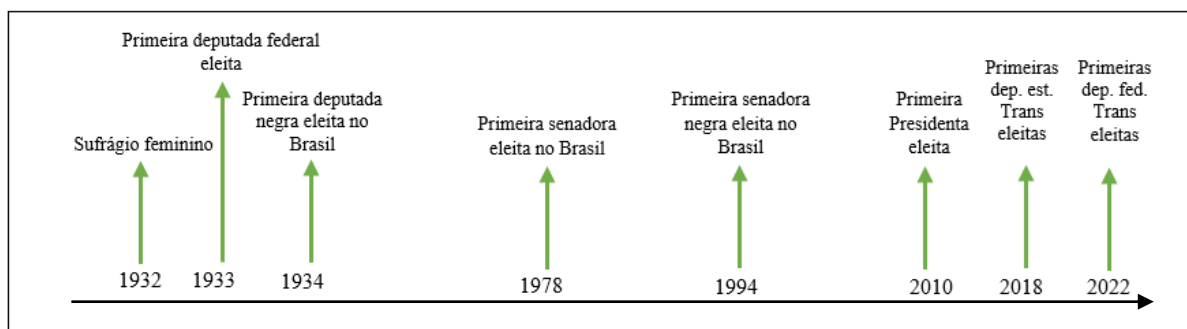 Primeira deputada federal
eleita
Primeira deputada
negra eleita no
Brasil
Sufrágio feminino
Primeira senadora
eleita no Brasil
Primeira senadora
negra eleita no
Brasil
Primeira
Presidenta
eleita
Primeiras
dep. est.
Trans
eleitas
Primeiras
dep. fed.
Trans
eleitas
1932
1933
1934
1978
1994
2010
2018
2022